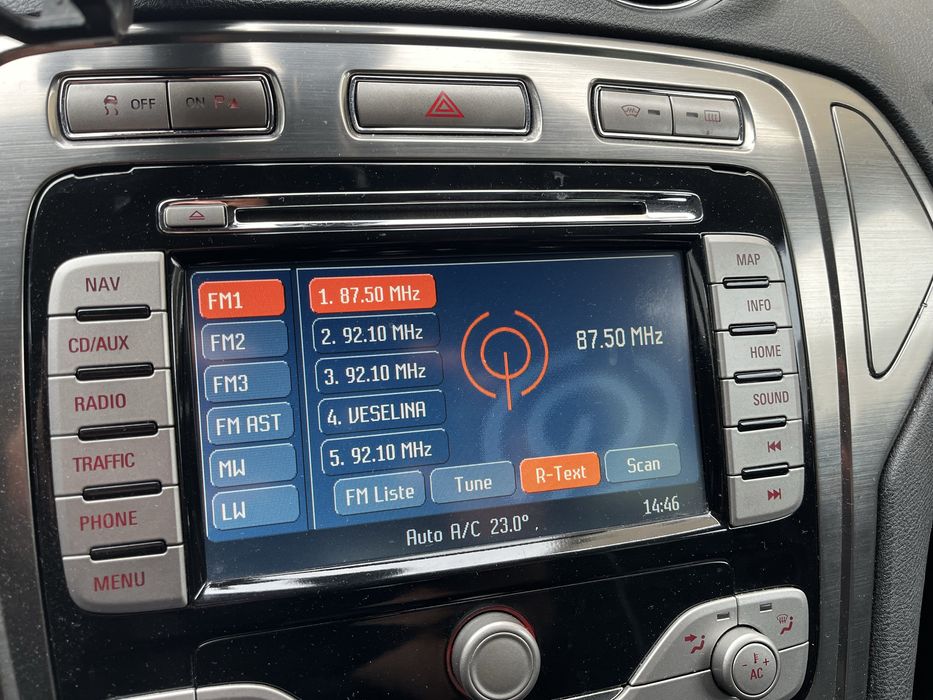 OFF ON P
NAV
CD/AUX
RADIO
TRAFFIC
PHONE
MENU
FM1
FM2
FM3
FM AST
MW
LW
1. 87.50 MHz
2. 92.10 MHz
3. 92.10 MHz
4. VESELINA
5. 92.10 MHz
87.50 MHz
FM Liste Tune R-Text Scan
14:46
Auto A/C 23.0°
MAP
INFO
HOME
SOUND
- +
AC